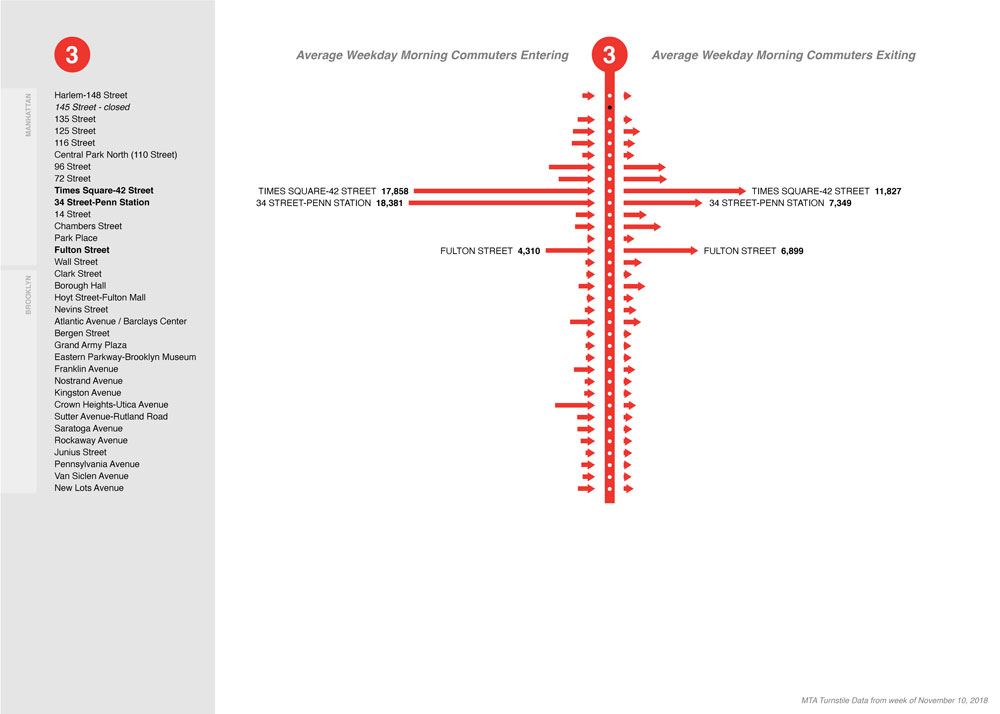 3
MANHATTAN
Harlem-148 Street
145 Street - closed
135 Street
125 Street
116 Street
Central Park North (110 Street)
96 Street
72 Street
Times Square-42 Street
34 Street-Penn Station
14 Street
Chambers Street
Park Place
Fulton Street
Wall Street
BROOKLYN
Clark Street
Borough Hall
Hoyt Street-Fulton Mall
Nevins Street
Atlantic Avenue / Barclays Center
Bergen Street
Grand Army Plaza
Eastern Parkway-Brooklyn Museum
Franklin Avenue
Nostrand Avenue
Kingston Avenue
Crown Heights-Utica Avenue
Sutter Avenue-Rutland Road
Saratoga Avenue
Rockaway Avenue
Junius Street
Pennsylvania Avenue
Van Siclen Avenue
New Lots Avenue
Average Weekday Morning Commuters Entering
3
Average Weekday Morning Commuters Exiting
TIMES SQUARE-42 STREET 17,858
TIMES SQUARE-42 STREET 11,827
34 STREET-PENN STATION 18,381
34 STREET-PENN STATION 7,349
FULTON STREET 4,310
FULTON STREET 6,899
MTA Turnstile Data from week of November 10, 2018